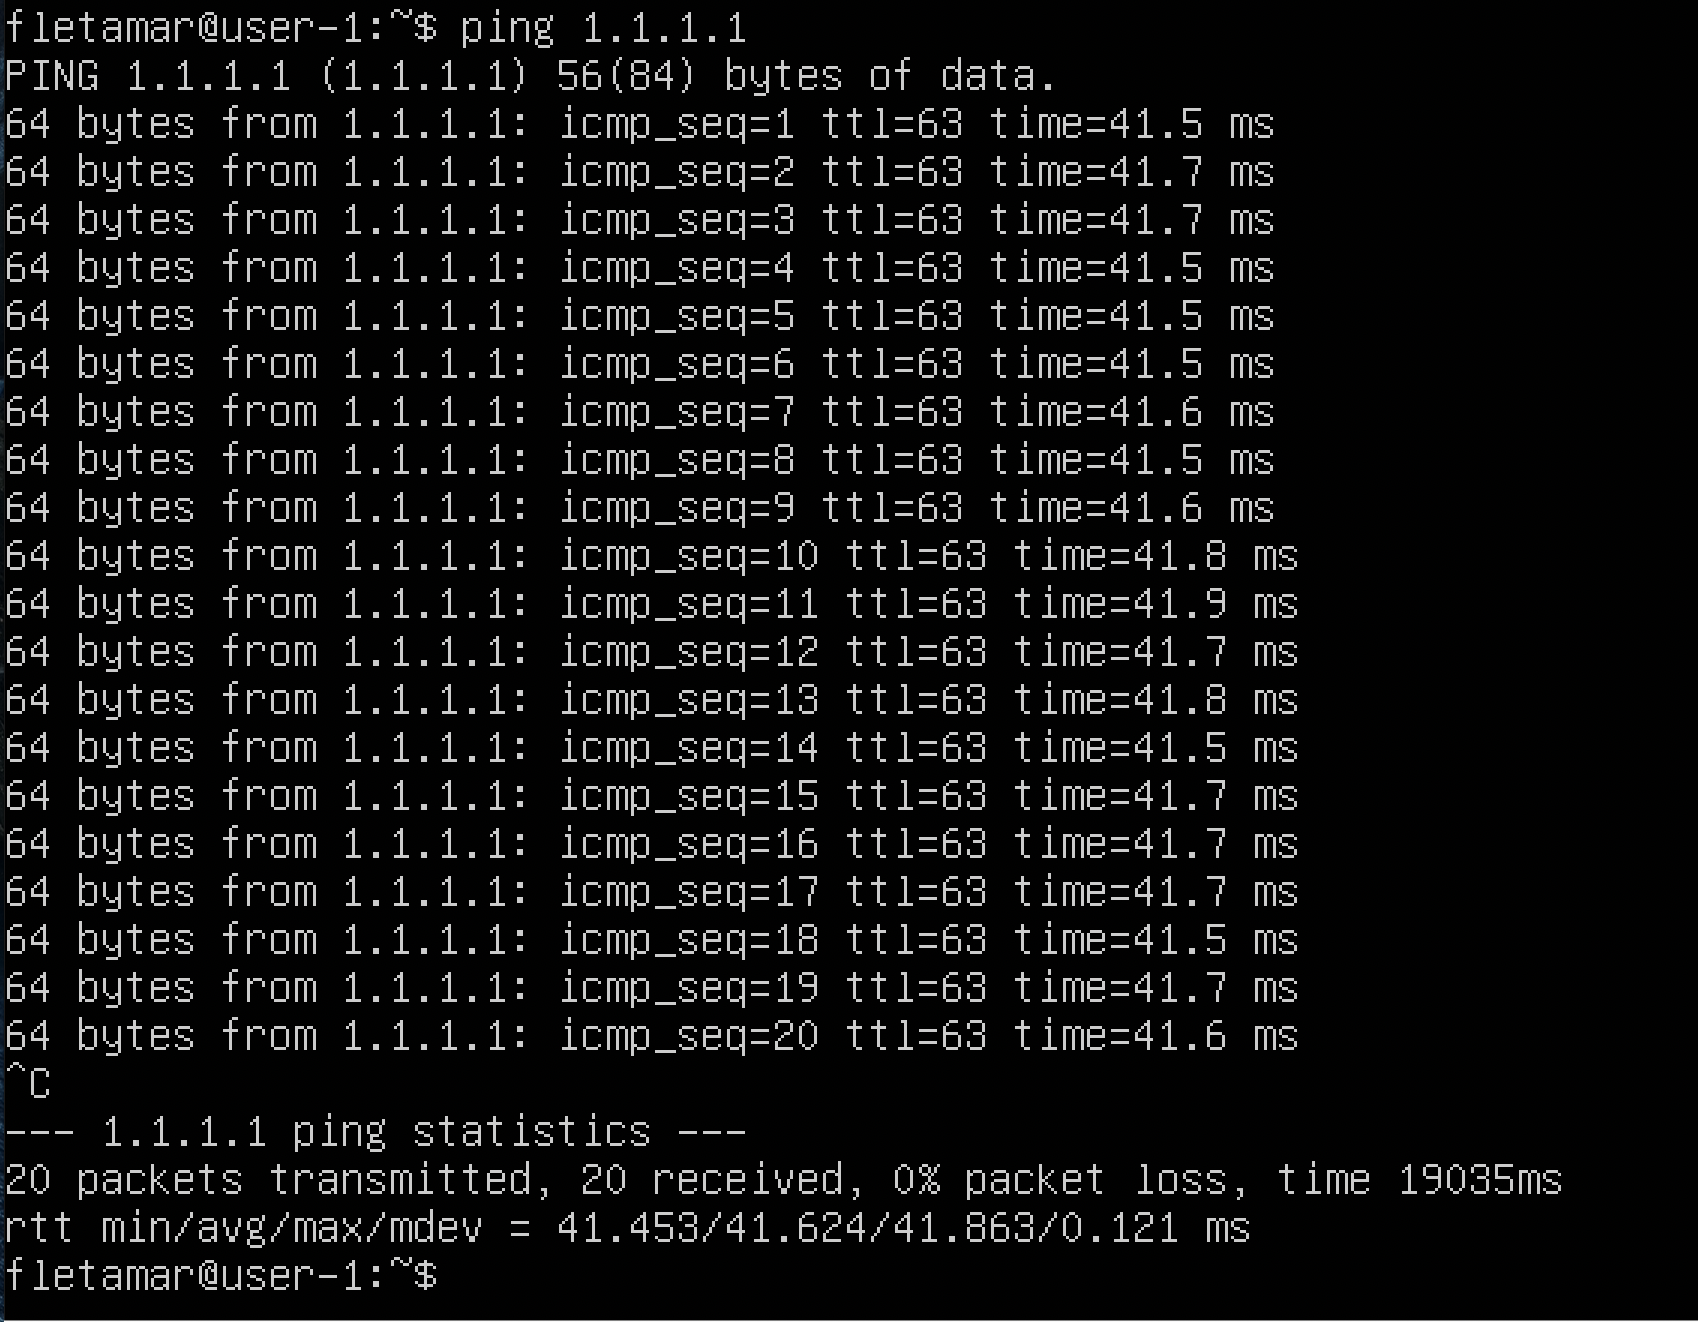 fletamar@user-1:~$ ping 1.1.1.1
PING 1.1.1.1 (1.1.1.1) 56(84) bytes of data.
64 bytes from 1.1.1.1: icmp_seq=1 ttl=63 time=41.5 ms
64 bytes from 1.1.1.1: icmp_seq=2 ttl=63 time=41.7 ms
64 bytes from 1.1.1.1: icmp_seq=3 ttl=63 time=41.7 ms
64 bytes from 1.1.1.1: icmp_seq=4 ttl=63 time=41.5 ms
64 bytes from 1.1.1.1: icmp_seq=5 ttl=63 time=41.5 ms
64 bytes from 1.1.1.1: icmp_seq=6 ttl=63 time=41.5 ms
64 bytes from 1.1.1.1: icmp_seq=7 ttl=63 time=41.6 ms
64 bytes from 1.1.1.1: icmp_seq=8 ttl=63 time=41.5 ms
64 bytes from 1.1.1.1: icmp_seq=9 ttl=63 time=41.6 ms
64 bytes from 1.1.1.1: icmp_seq=10 ttl=63 time=41.8 ms
64 bytes from 1.1.1.1: icmp_seq=11 ttl=63 time=41.9 ms
64 bytes from 1.1.1.1: icmp_seq=12 ttl=63 time=41.7 ms
64 bytes from 1.1.1.1: icmp_seq=13 ttl=63 time=41.8 ms
64 bytes from 1.1.1.1: icmp_seq=14 ttl=63 time=41.5 ms
64 bytes from 1.1.1.1: icmp_seq=15 ttl=63 time=41.7 ms
64 bytes from 1.1.1.1: icmp_seq=16 ttl=63 time=41.7 ms
64 bytes from 1.1.1.1: icmp_seq=17 ttl=63 time=41.7 ms
64 bytes from 1.1.1.1: icmp_seq=18 ttl=63 time=41.5 ms
64 bytes from 1.1.1.1: icmp_seq=19 ttl=63 time=41.7 ms
64 bytes from 1.1.1.1: icmp_seq=20 ttl=63 time=41.6 ms
^C
--- 1.1.1.1 ping statistics ---
20 packets transmitted, 20 received, 0% packet loss, time 19035ms
rtt min/avg/max/mdev = 41.453/41.624/41.863/0.121 ms
fletamar@user-1:~$